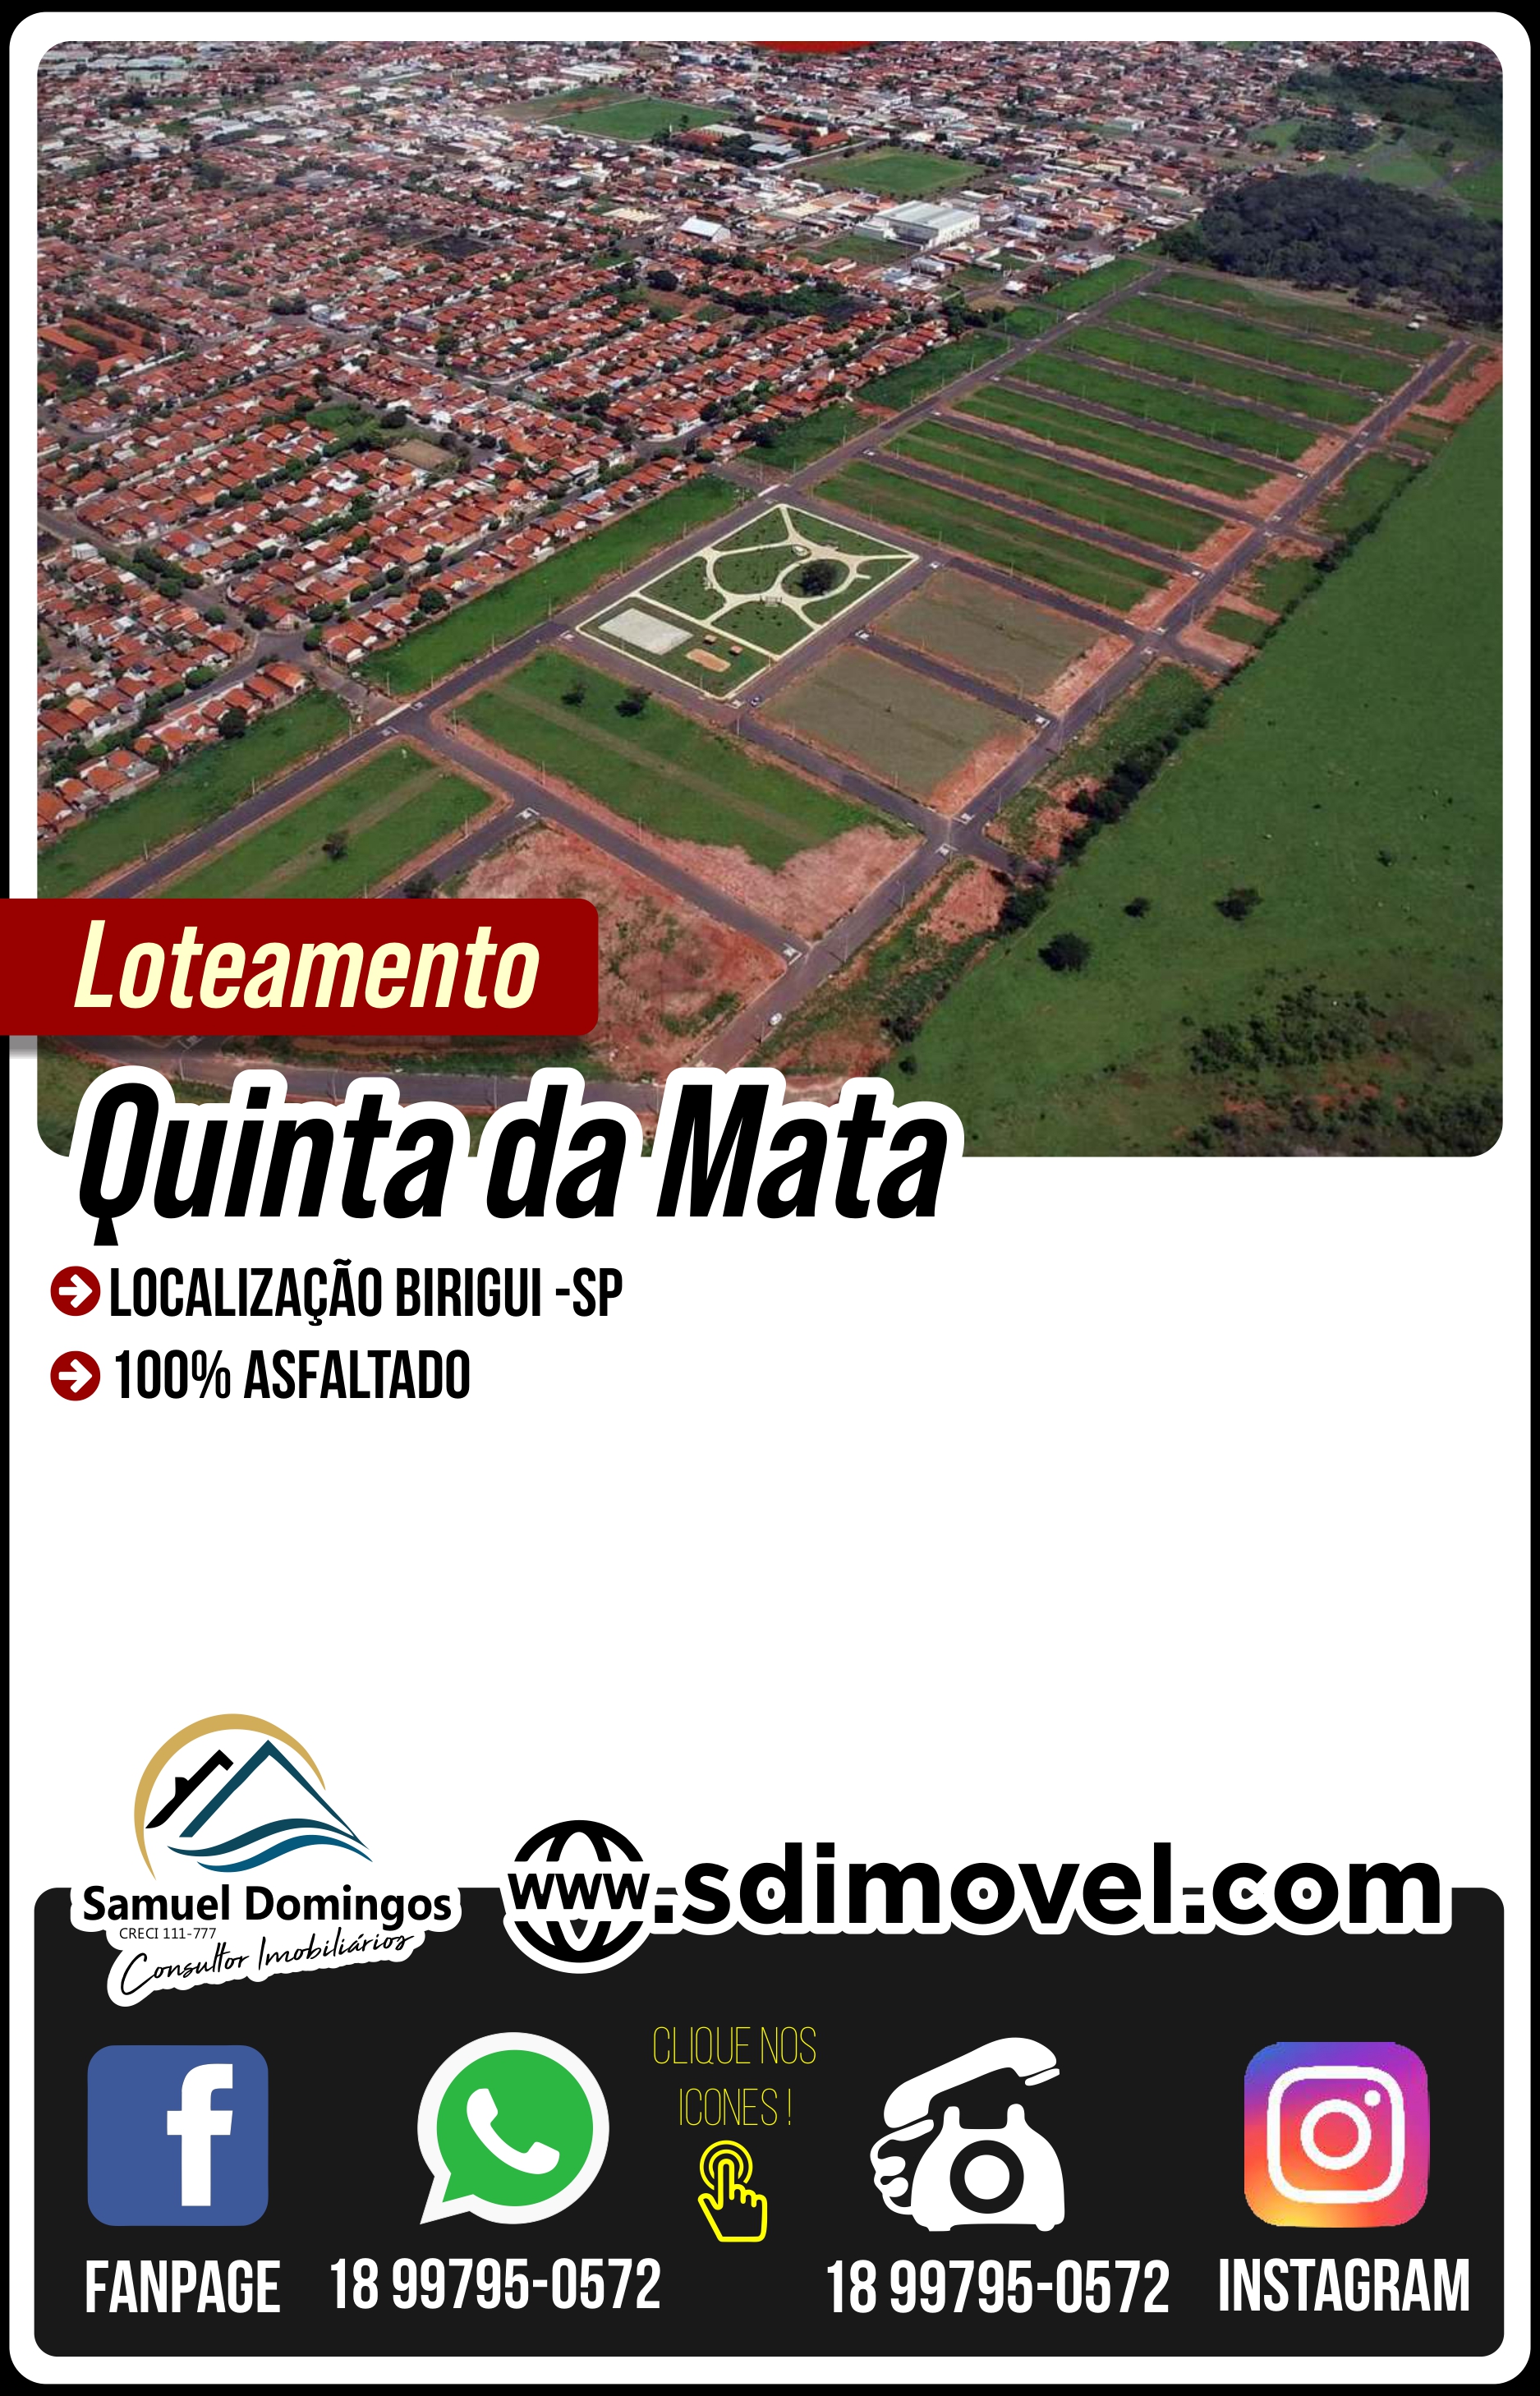 Loteamento
Quinta da Mata
LOCALIZAÇÃO BIRIGUI -SP
100% ASFALTADO
www.sdimovel.com
Samuel Domingos
CRECI 111-777
Consultor Imobiliários
CLIQUE NOS
ICONES !
FANPAGE
18 99795-0572
18 99795-0572
INSTAGRAM